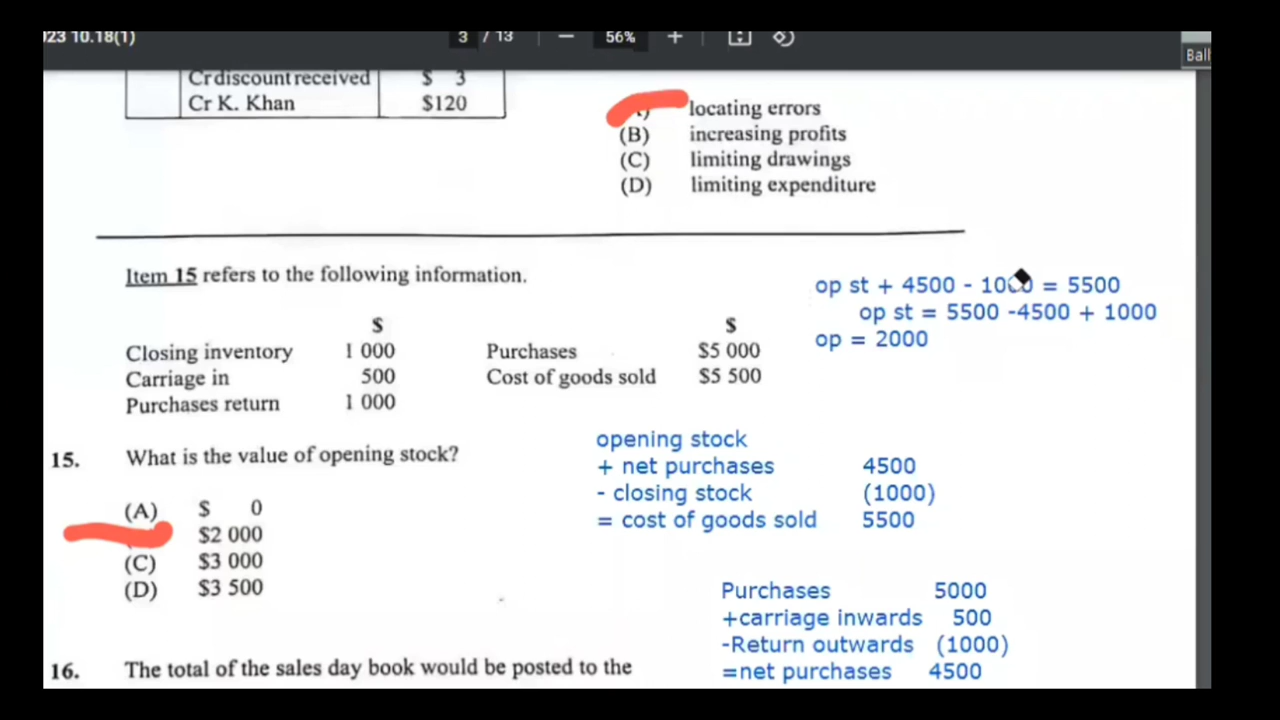 023 10.18(1)
3 / 13 — 56% +
Ball
Cr discount received $ 3
Cr K. Khan $120
locating errors
(B) increasing profits
(C) limiting drawings
(D) limiting expenditure
Item 15 refers to the following information.
$ $
Closing inventory 1 000 Purchases $5 000
Carriage in 500 Cost of goods sold $5 500
Purchases return 1 000
op st + 4500 - 1000 = 5500
op st = 5500 -4500 + 1000
op = 2000
15. What is the value of opening stock?
(A) $ 0
$2 000
(C) $3 000
(D) $3 500
opening stock
+ net purchases 4500
- closing stock (1000)
= cost of goods sold 5500
Purchases 5000
+carriage inwards 500
-Return outwards (1000)
=net purchases 4500
16. The total of the sales day book would be posted to the